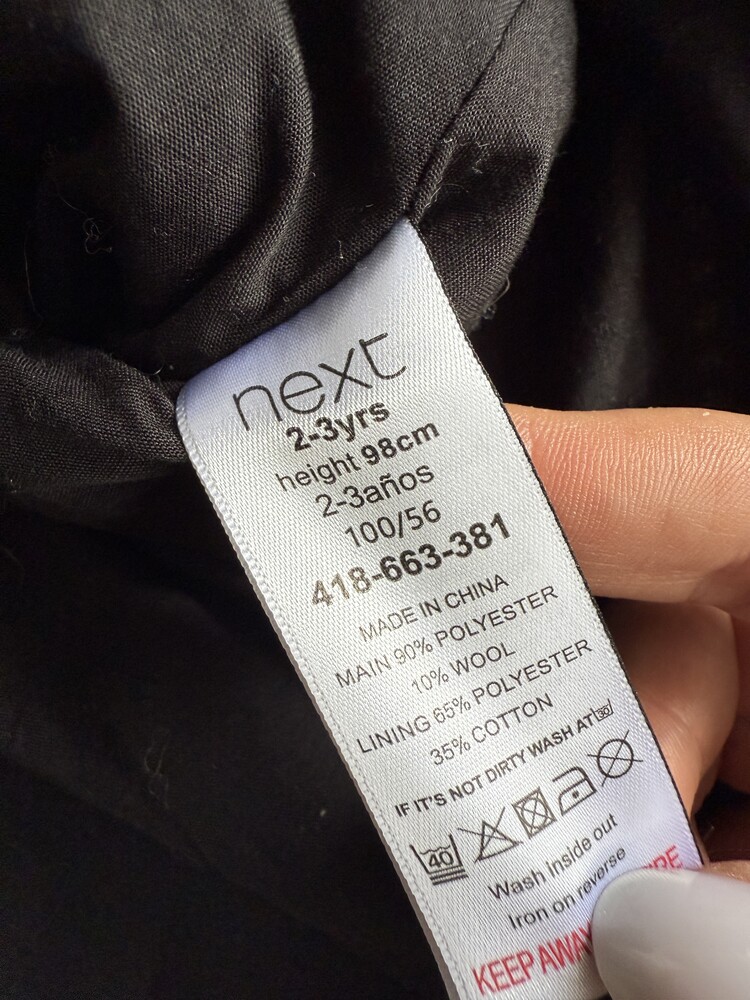 next
2-3yrs
height 98cm
2-3años
100/56
418-663-381
MADE IN CHINA
MAIN 90% POLYESTER
10% WOOL
LINING 65% POLYESTER
35% COTTON
IF IT'S NOT DIRTY WASH AT 30
40
Wash inside out
Iron on reverse
KEEP AWAY